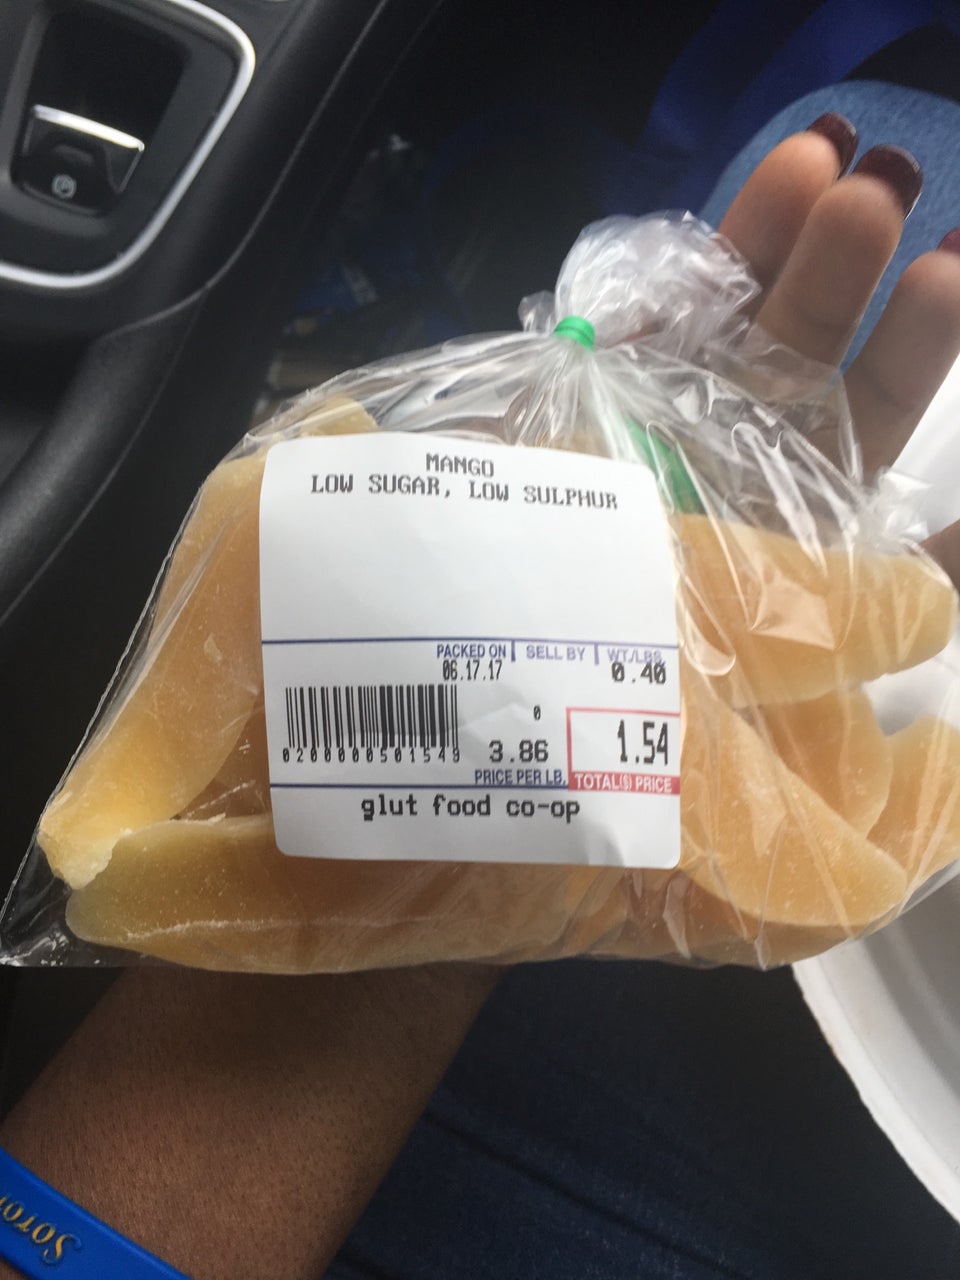 MANGO
LOW SUGAR, LOW SULPHUR
PACKED ON SELL BY WT/LBS.
06.17.17 0.40
0
0200000501549 3.86 1.54
PRICE PER LB. TOTAL($) PRICE
glut food co-op